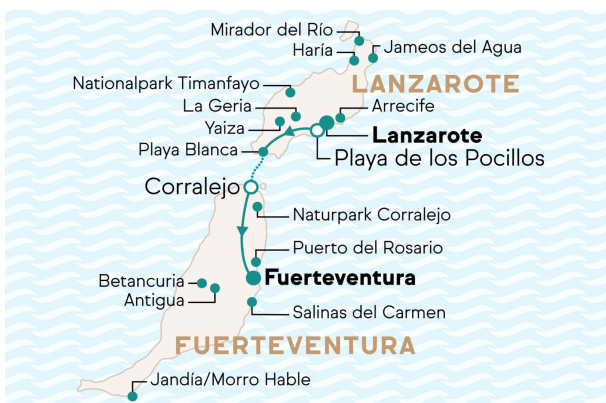 Mirador del Río
Haría
Jameos del Agua
Nationalpark Timanfayo
LANZAROTE
La Geria
Arrecife
Yaiza
Lanzarote
Playa Blanca
Playa de los Pocillos
Corralejo
Naturpark Corralejo
Puerto del Rosario
Betancuria
Fuerteventura
Antigua
Salinas del Carmen
FUERTEVENTURA
Jandía/Morro Hable